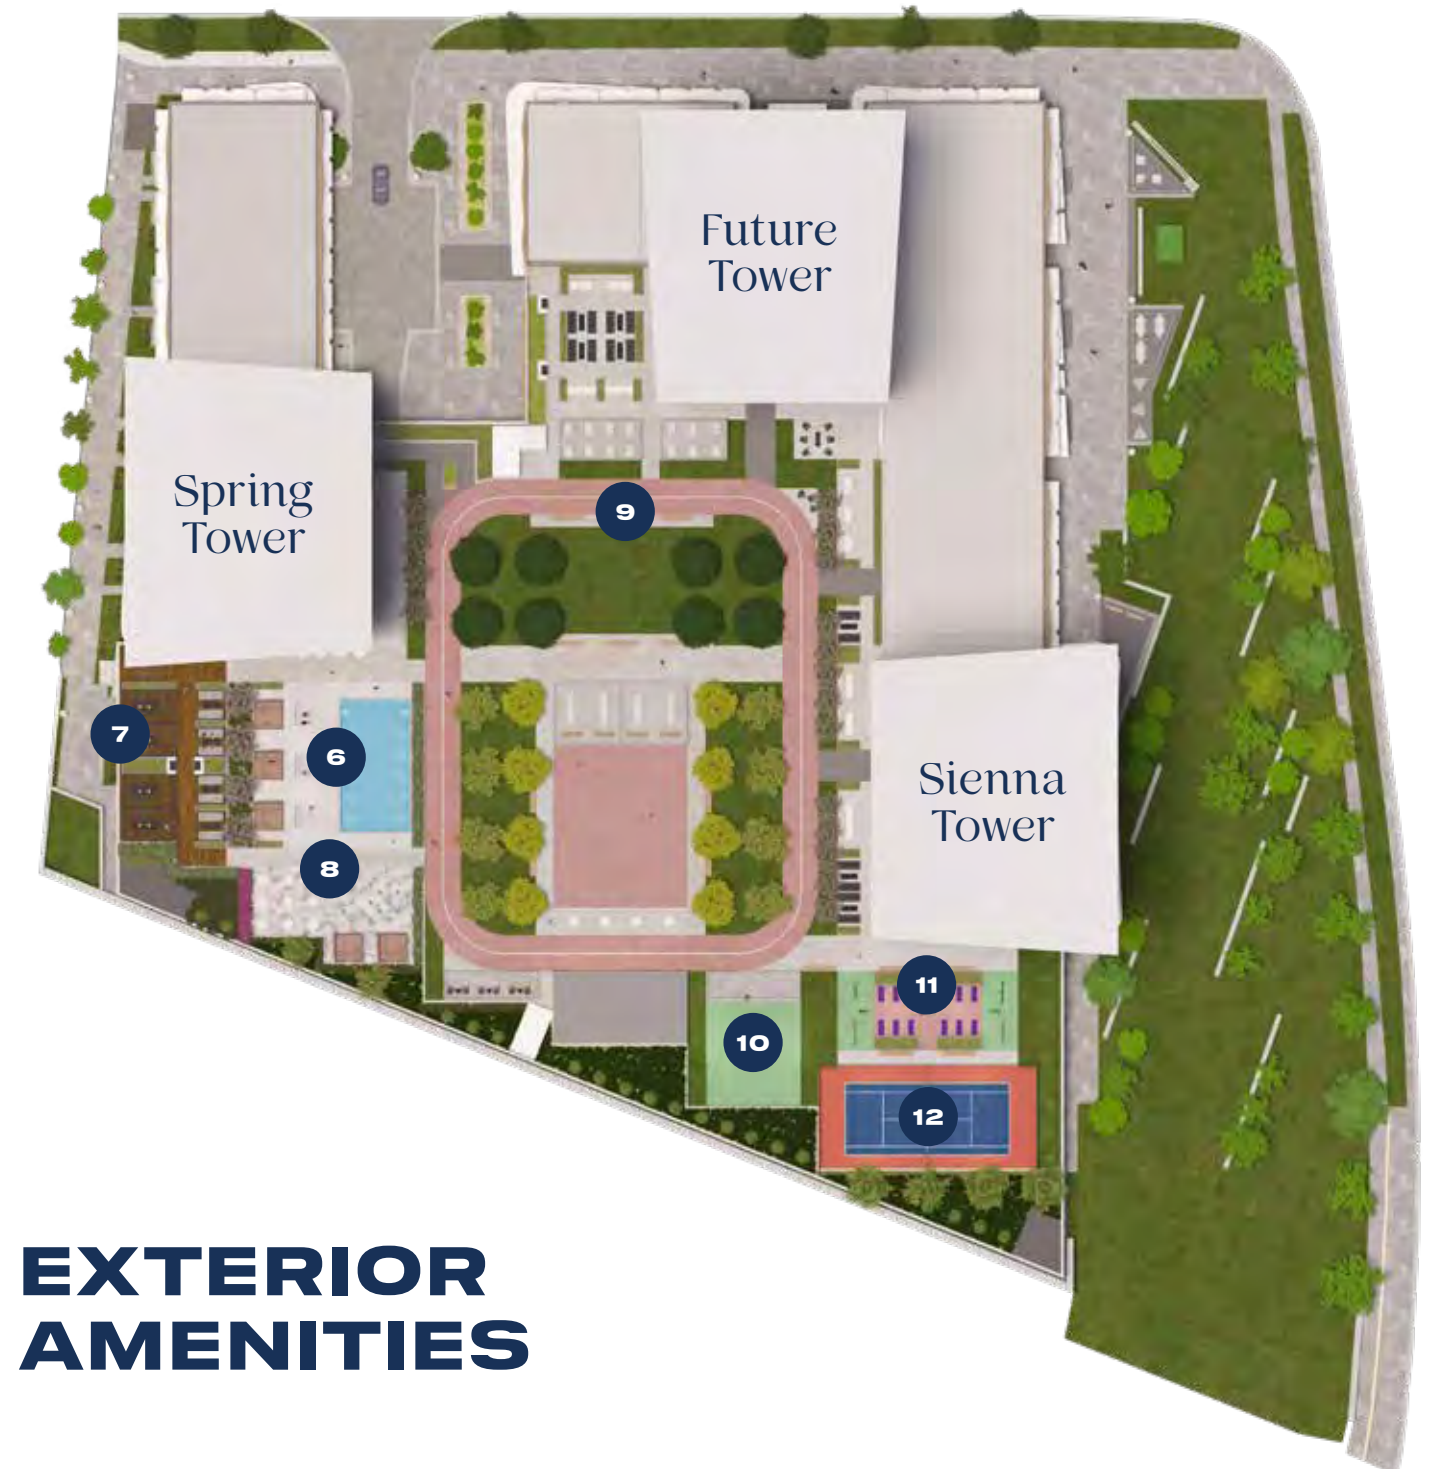 Future
Tower
Spring
Tower
9
7
6
Sienna
Tower
8
11
10
12
EXTERIOR
AMENITIES